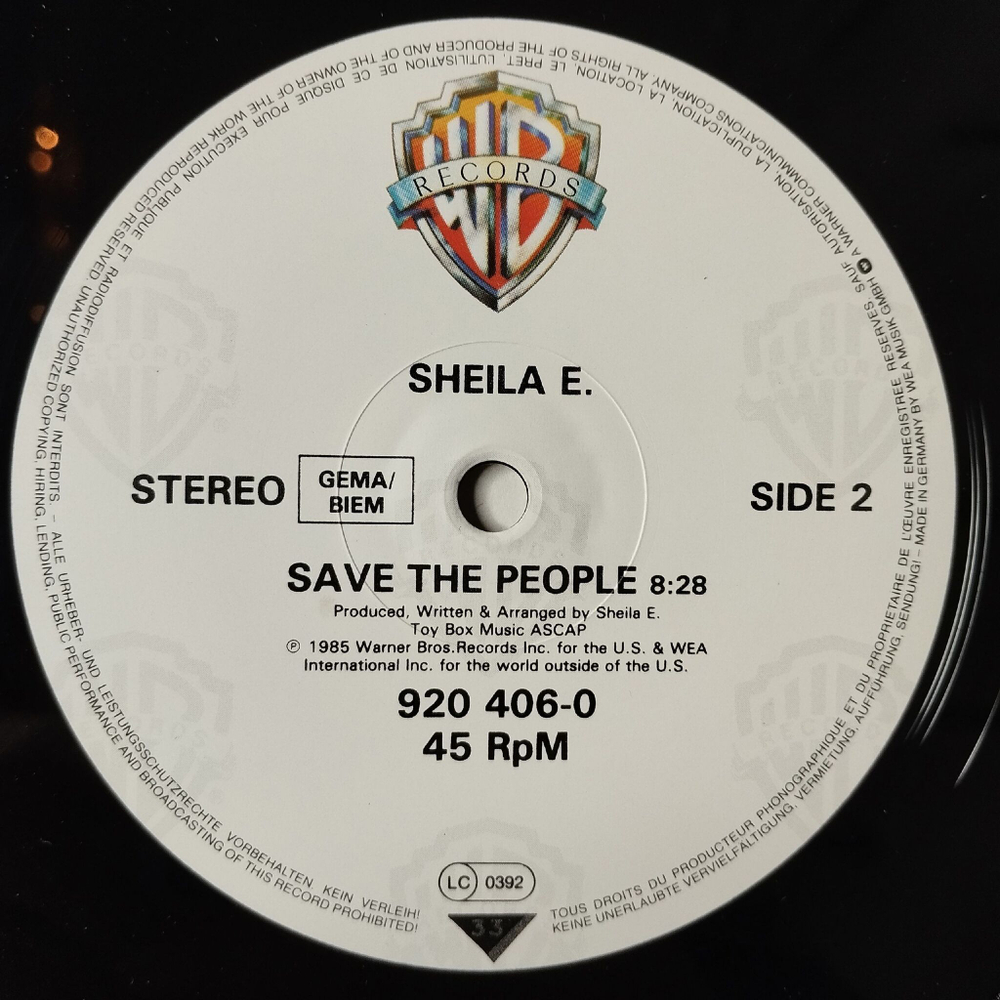 WB
RECORDS
SHEILA E.
STEREO
GEMA/
BIEM
SIDE 2
SAVE THE PEOPLE 8:28
Produced, Written & Arranged by Sheila E.
Toy Box Music ASCAP
℗ 1985 Warner Bros.Records Inc. for the U.S. & WEA
International Inc. for the world outside of the U.S.
920 406-0
45 RpM
LC 0392
33
TOUS DROITS DU PRODUCTEUR PHONOGRAPHIQUE ET DU PROPRIETAIRE DE L'ŒUVRE ENREGISTREE RESERVES. SAUF AUTORISATION, LA DUPLICATION, LA LOCATION, LE PRET, L'UTILISATION DE CE DISQUE POUR EXECUTION PUBLIQUE ET RADIODIFFUSION SONT INTERDITS. – ALLE URHEBER- UND LEISTUNGSSCHUTZRECHTE VORBEHALTEN. KEIN VERLEIH!
KEINE UNERLAUBTE VERVIELFÄLTIGUNG, VERMIETUNG, AUFFÜHRUNG, SENDUNG! – MADE IN GERMANY BY WEA MUSIK GMBH A WARNER COMMUNICATIONS COMPANY. ALL RIGHTS OF THE PRODUCER AND OF THE OWNER OF THE WORK REPRODUCED RESERVED. UNAUTHORIZED COPYING, HIRING, LENDING, PUBLIC PERFORMANCE AND BROADCASTING OF THIS RECORD PROHIBITED!